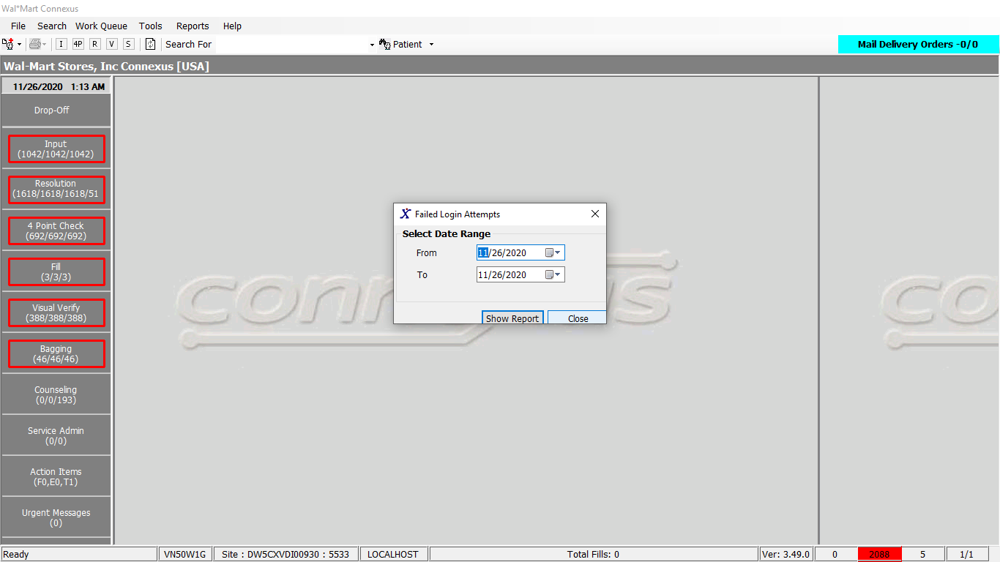 Wal*Mart Connexus
File Search Work Queue Tools Reports Help
I 4P R V S Search For Patient Mail Delivery Orders -0/0
Wal-Mart Stores, Inc Connexus [USA]
11/26/2020 1:13 AM
Drop-Off
Input
(1042/1042/1042)
Resolution
(1618/1618/1618/51
4 Point Check
(692/692/692)
Fill
(3/3/3)
Visual Verify
(388/388/388)
Bagging
(46/46/46)
Counseling
(0/0/193)
Service Admin
(0/0)
Action Items
(F0,E0,T1)
Urgent Messages
(0)
X Failed Login Attempts
Select Date Range
From 11/26/2020
To 11/26/2020
Show Report Close
conn
us
co
Ready VN50W1G Site : DW5CXVDI00930 : 5533 LOCALHOST Total Fills: 0 Ver: 3.49.0 0 2088 5 1/1